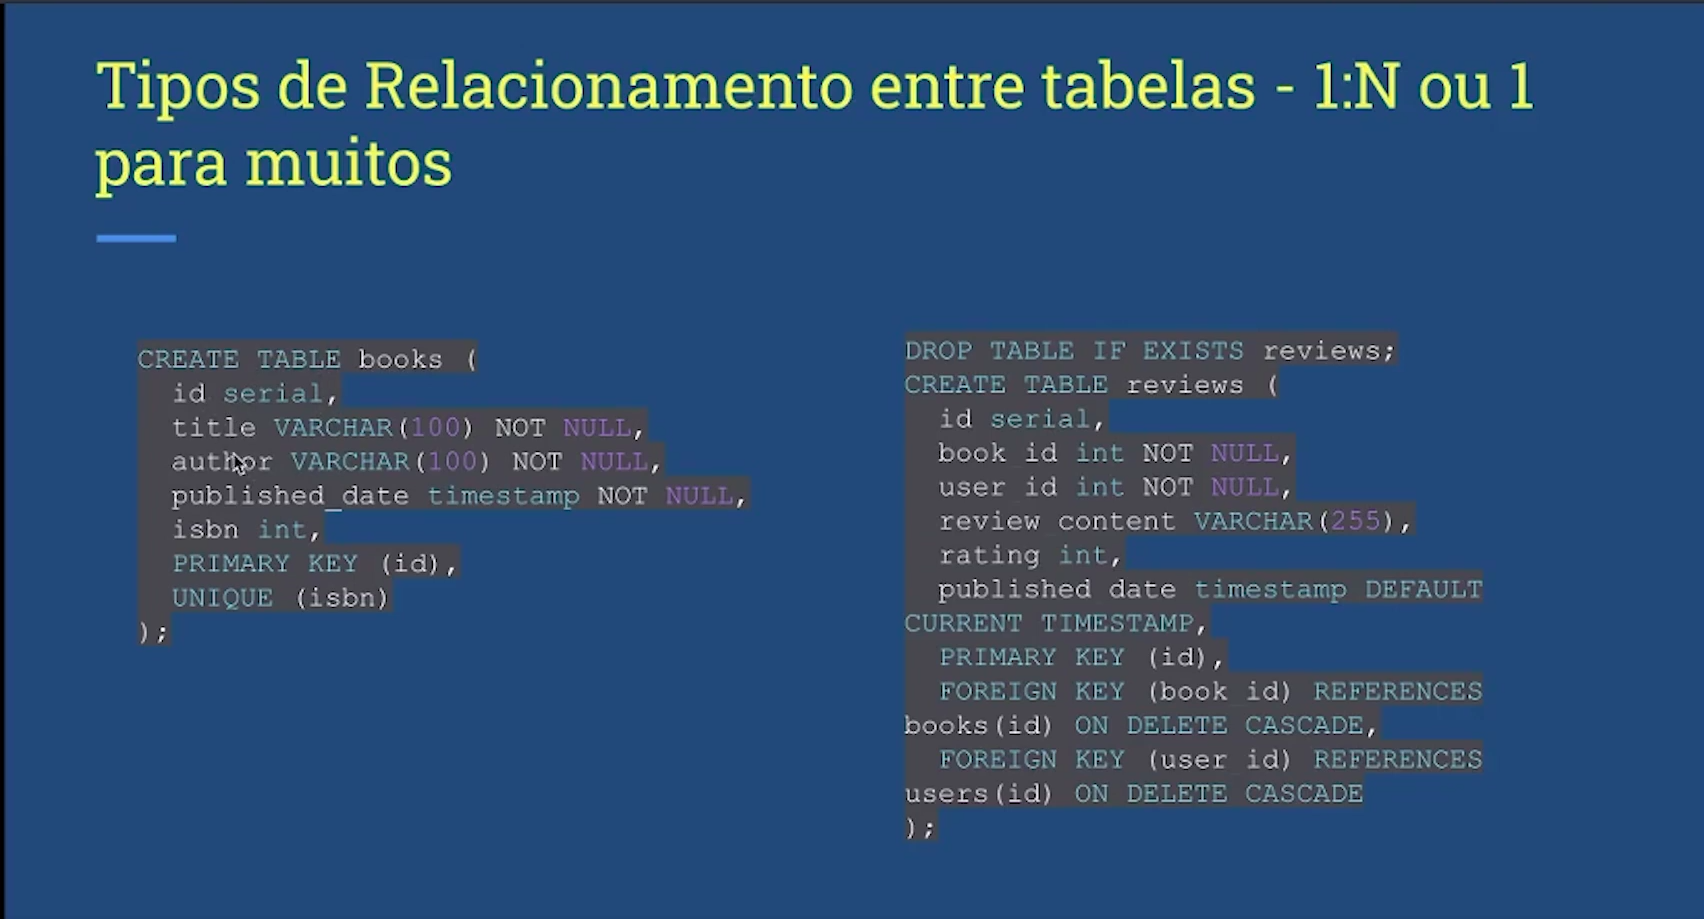 Tipos de Relacionamento entre tabelas - 1:N ou 1
para muitos
CREATE TABLE books (
id serial,
title VARCHAR(100) NOT NULL,
author VARCHAR(100) NOT NULL,
published_date timestamp NOT NULL,
isbn int,
PRIMARY KEY (id),
UNIQUE (isbn)
);
DROP TABLE IF EXISTS reviews;
CREATE TABLE reviews (
id serial,
book id int NOT NULL,
user id int NOT NULL,
review content VARCHAR(255),
rating int,
published date timestamp DEFAULT
CURRENT TIMESTAMP,
PRIMARY KEY (id),
FOREIGN KEY (book id) REFERENCES
books(id) ON DELETE CASCADE,
FOREIGN KEY (user id) REFERENCES
users(id) ON DELETE CASCADE
);